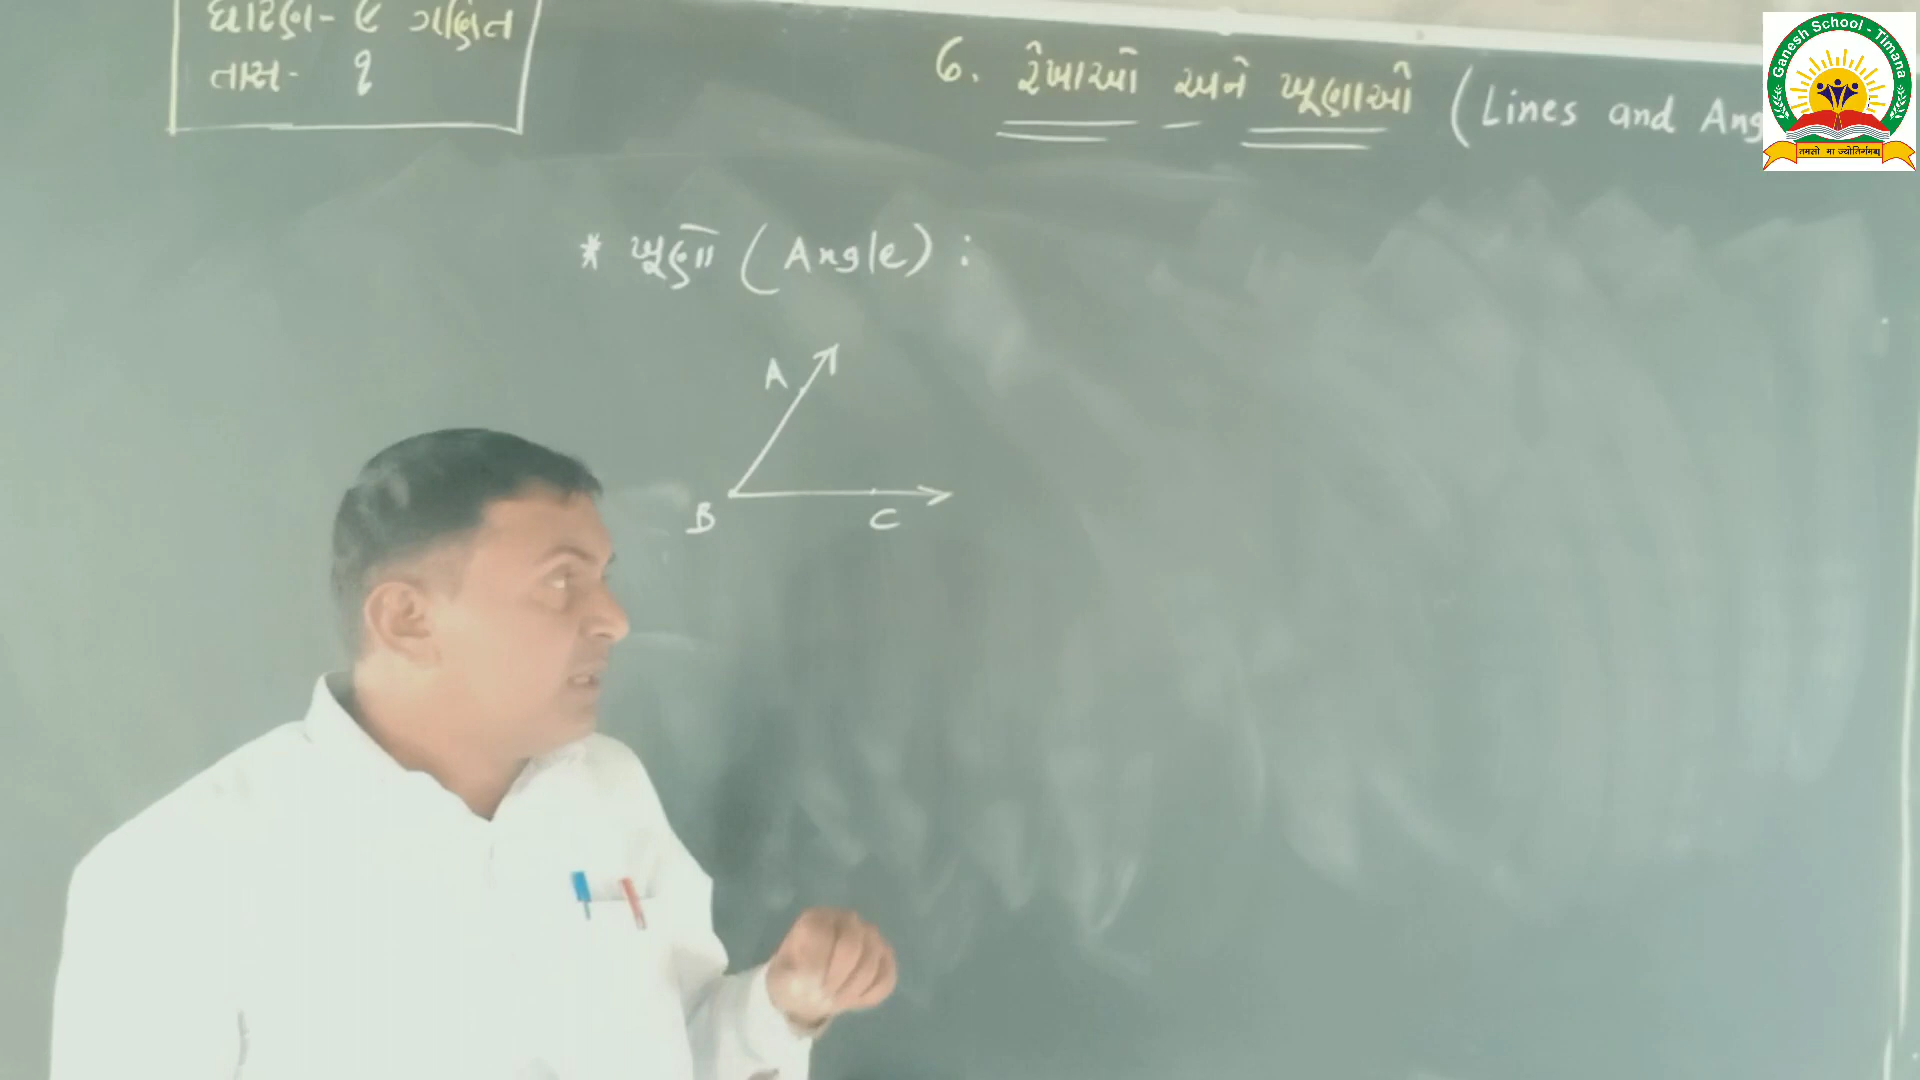 ધોરણ- ૯ ગણિત
તાસ- ૧
6. રેખાઓ અને ખૂણાઓ (Lines and Ang
Ganesh School - Timana
तमसो मा ज्योतिर्गमय
* ખૂણો (Angle) :
A
B
C